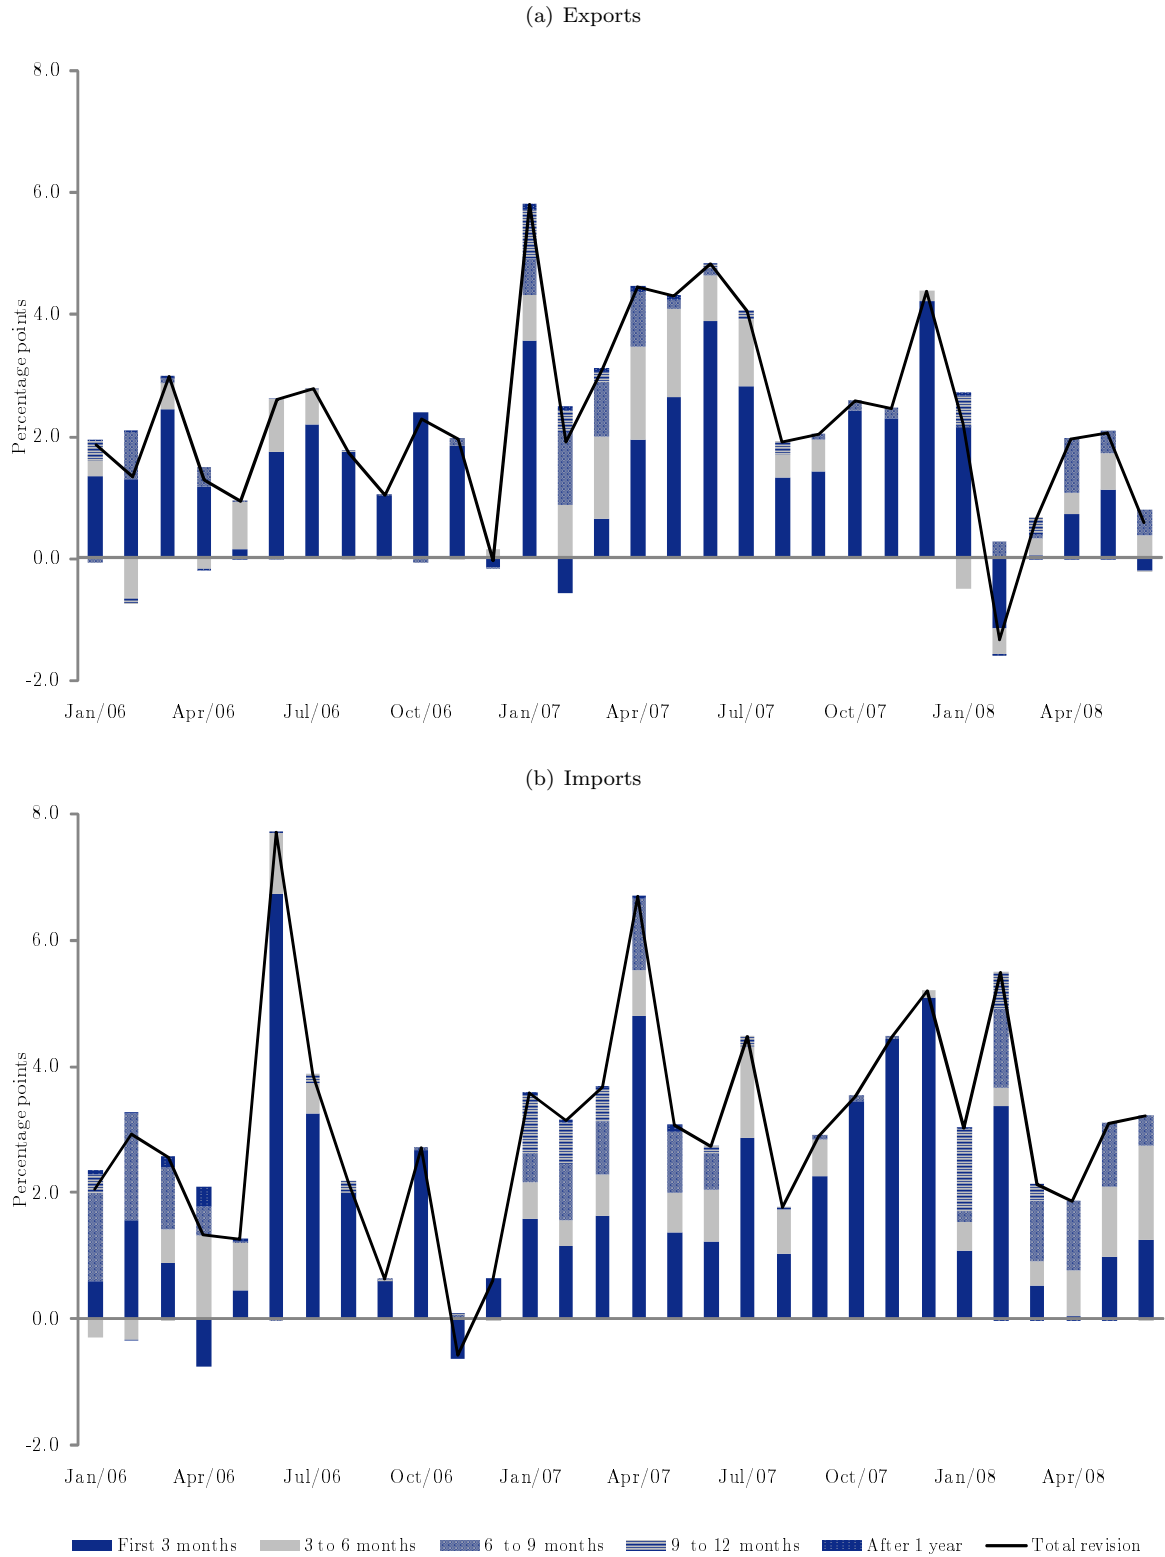 (a) Exports
8.0
6.0
4.0
2.0
0.0
-2.0
Percentage points
Jan/06 Apr/06 Jul/06 Oct/06 Jan/07 Apr/07 Jul/07 Oct/07 Jan/08 Apr/08
(b) Imports
8.0
6.0
4.0
2.0
0.0
-2.0
Percentage points
Jan/06 Apr/06 Jul/06 Oct/06 Jan/07 Apr/07 Jul/07 Oct/07 Jan/08 Apr/08
First 3 months 3 to 6 months 6 to 9 months 9 to 12 months After 1 year Total revision